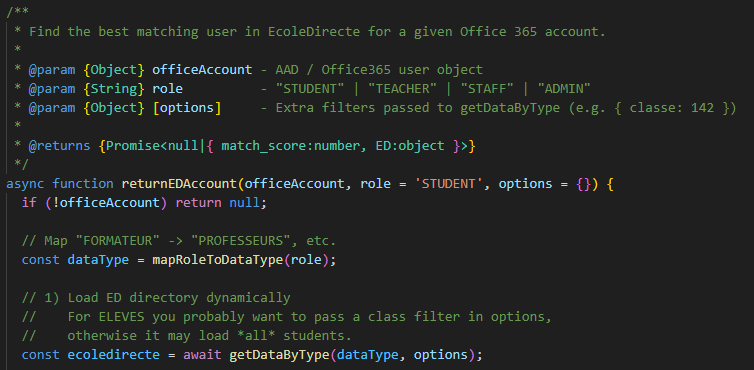 /**
 * Find the best matching user in EcoleDirecte for a given Office 365 account.
 *
 * @param {Object} officeAccount - AAD / Office365 user object
 * @param {String} role          - "STUDENT" | "TEACHER" | "STAFF" | "ADMIN"
 * @param {Object} [options]     - Extra filters passed to getDataByType (e.g. { classe: 142 })
 *
 * @returns {Promise<null|{ match_score:number, ED:object }>}
 */
async function returnEDAccount(officeAccount, role = 'STUDENT', options = {}) {
  if (!officeAccount) return null;

  // Map "FORMATEUR" -> "PROFESSEURS", etc.
  const dataType = mapRoleToDataType(role);

  // 1) Load ED directory dynamically
  //    For ELEVES you probably want to pass a class filter in options,
  //    otherwise it may load *all* students.
  const ecoledirecte = await getDataByType(dataType, options);